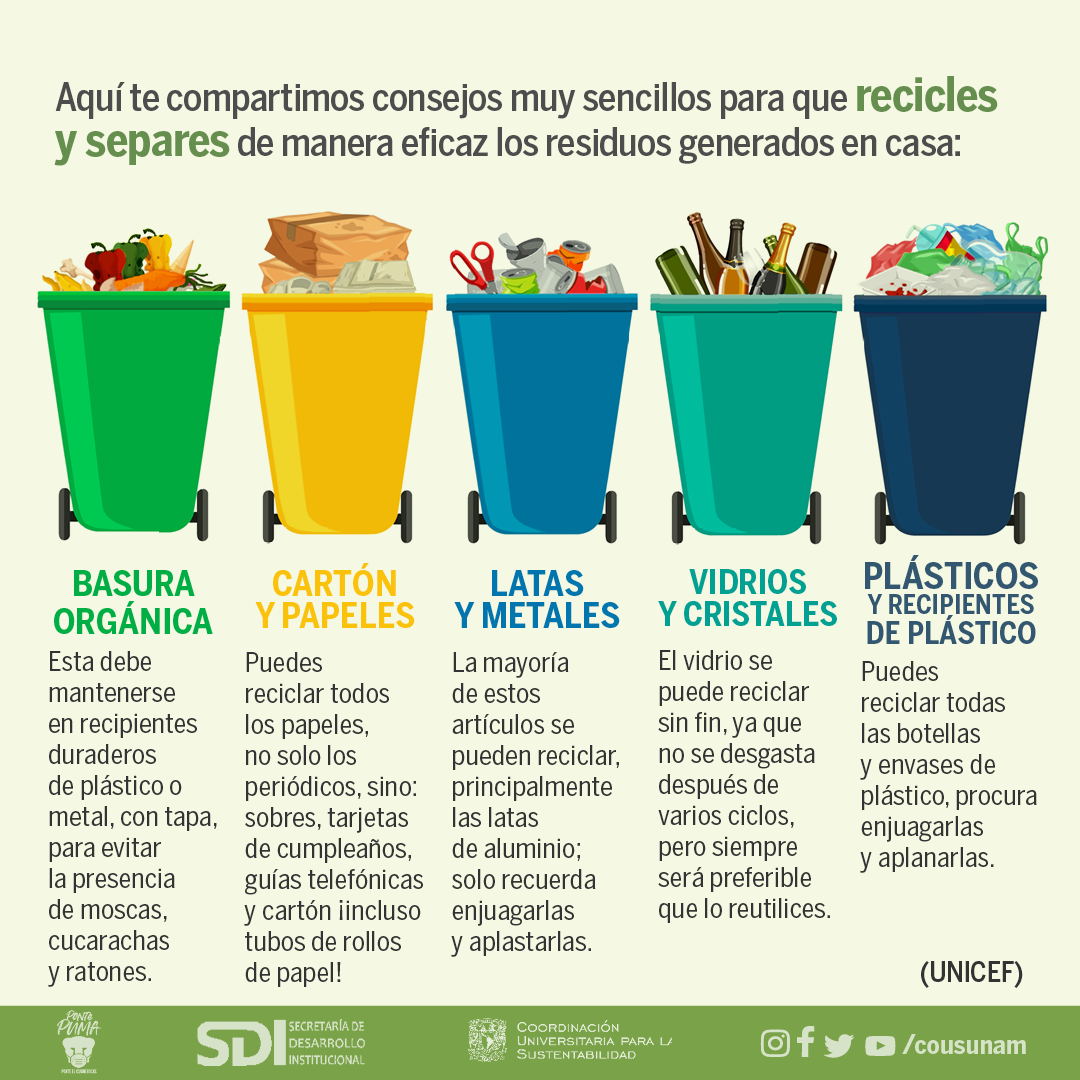 Aquí te compartimos consejos muy sencillos para que recicles
y separes de manera eficaz los residuos generados en casa:
BASURA
ORGÁNICA
Esta debe
mantenerse
en recipientes
duraderos
de plástico o
metal, con tapa,
para evitar
la presencia
de moscas,
cucarachas
y ratones.
CARTÓN
Y PAPELES
Puedes
reciclar todos
los papeles,
no solo los
periódicos, sino:
sobres, tarjetas
de cumpleaños,
guías telefónicas
y cartón iincluso
tubos de rollos
de papel!
LATAS
Y METALES
La mayoría
de estos
artículos se
pueden reciclar,
principalmente
las latas
de aluminio;
solo recuerda
enjuagarlas
y aplastarlas.
VIDRIOS
Y CRISTALES
El vidrio se
puede reciclar
sin fin, ya que
no se desgasta
después de
varios ciclos,
pero siempre
será preferible
que lo reutilices.
PLÁSTICOS
Y RECIPIENTES
DE PLÁSTICO
Puedes
reciclar todas
las botellas
y envases de
plástico, procura
enjuagarlas
y aplanarlas.
(UNICEF)
PONTE
PUMA
SDI
SECRETARÍA DE
DESARROLLO
INSTITUCIONAL
COORDINACIÓN
UNIVERSITARIA PARA LA
SUSTENTABILIDAD
/cousunam